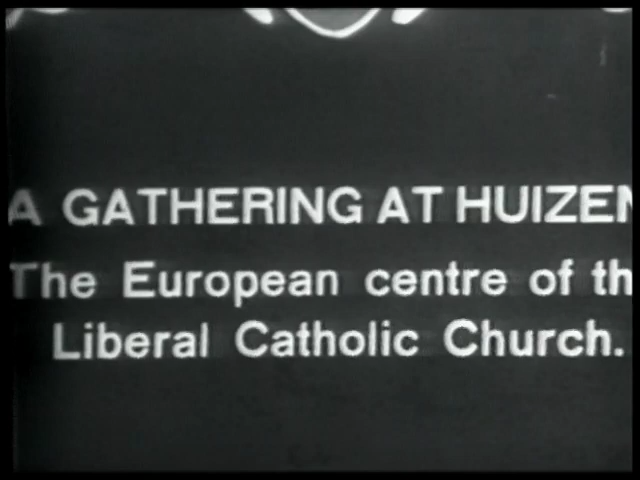 A GATHERING AT HUIZEN
The European centre of th
Liberal Catholic Church.